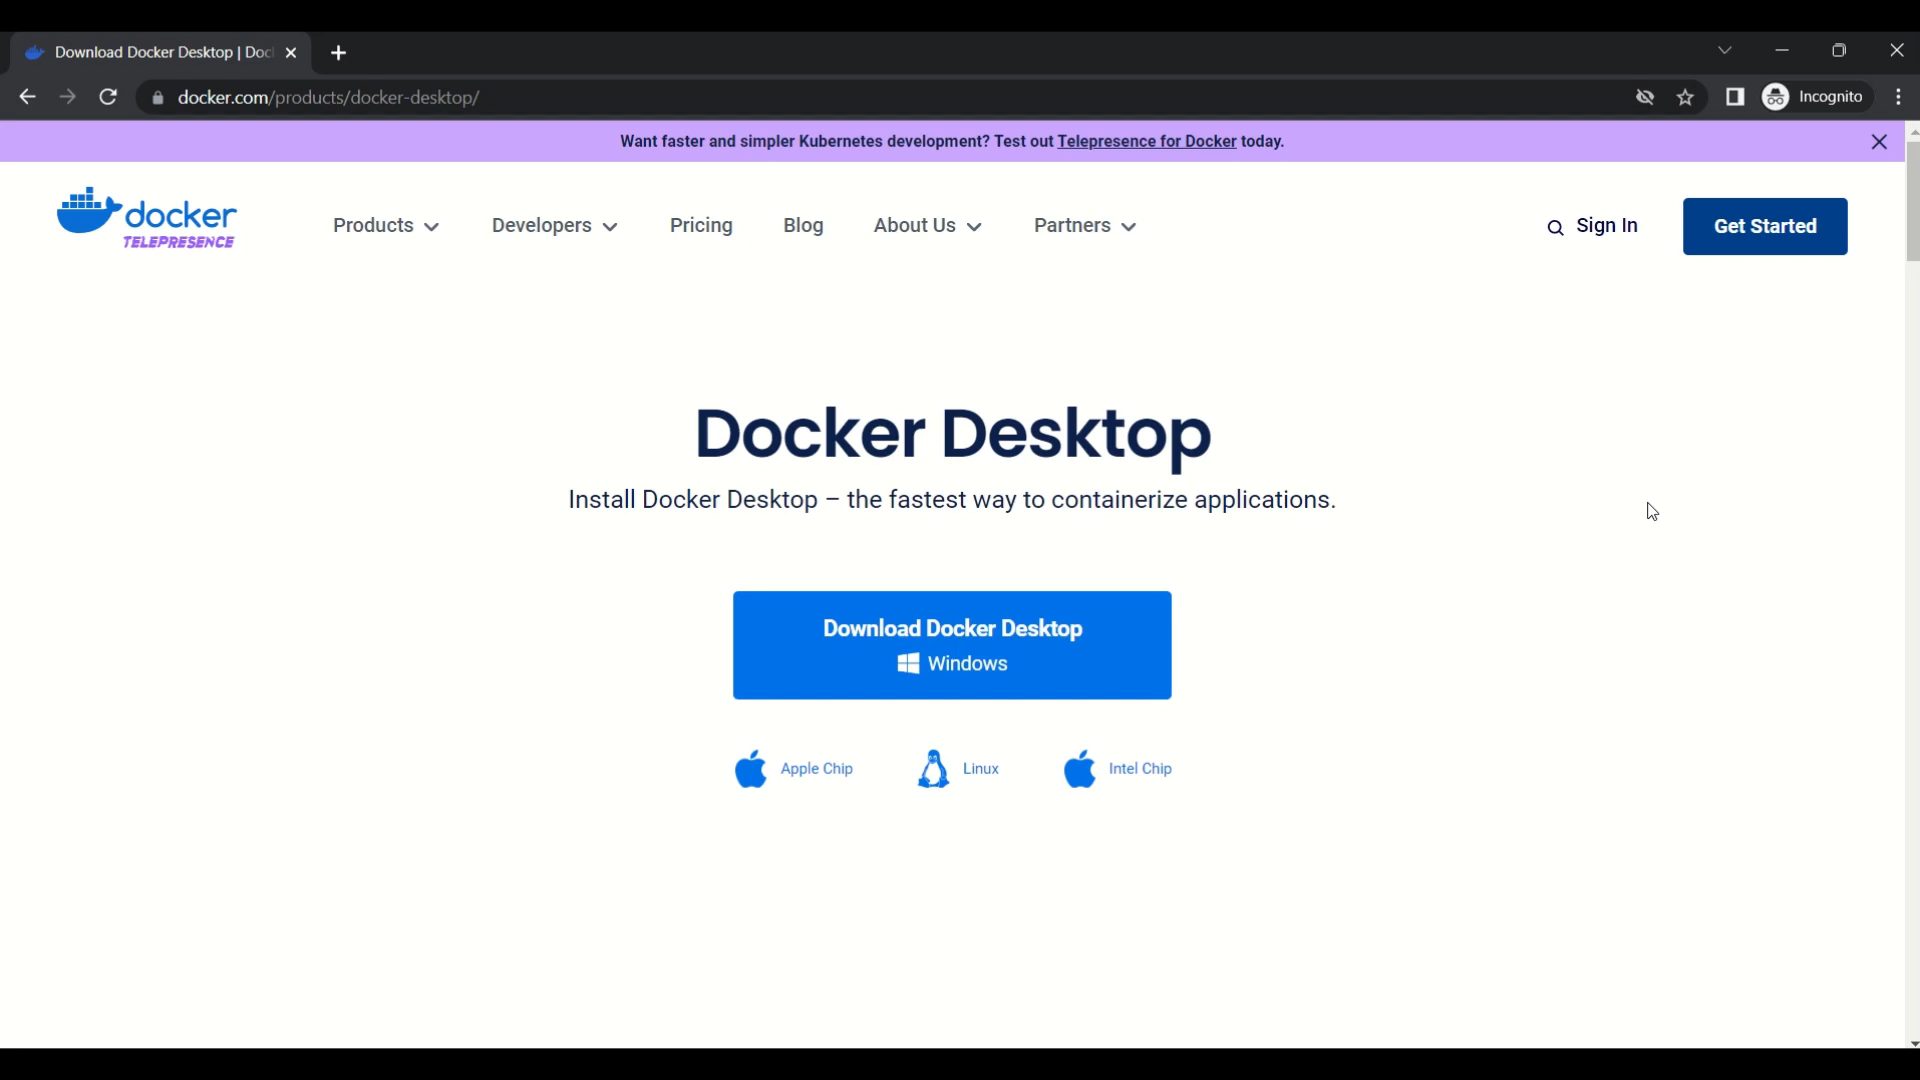 Download Docker Desktop | Doc
docker.com/products/docker-desktop/
Incognito
Want faster and simpler Kubernetes development? Test out Telepresence for Docker today.
docker
TELEPRESENCE
Products
Developers
Pricing
Blog
About Us
Partners
Sign In
Get Started
Docker Desktop
Install Docker Desktop – the fastest way to containerize applications.
Download Docker Desktop
Windows
Apple Chip
Linux
Intel Chip